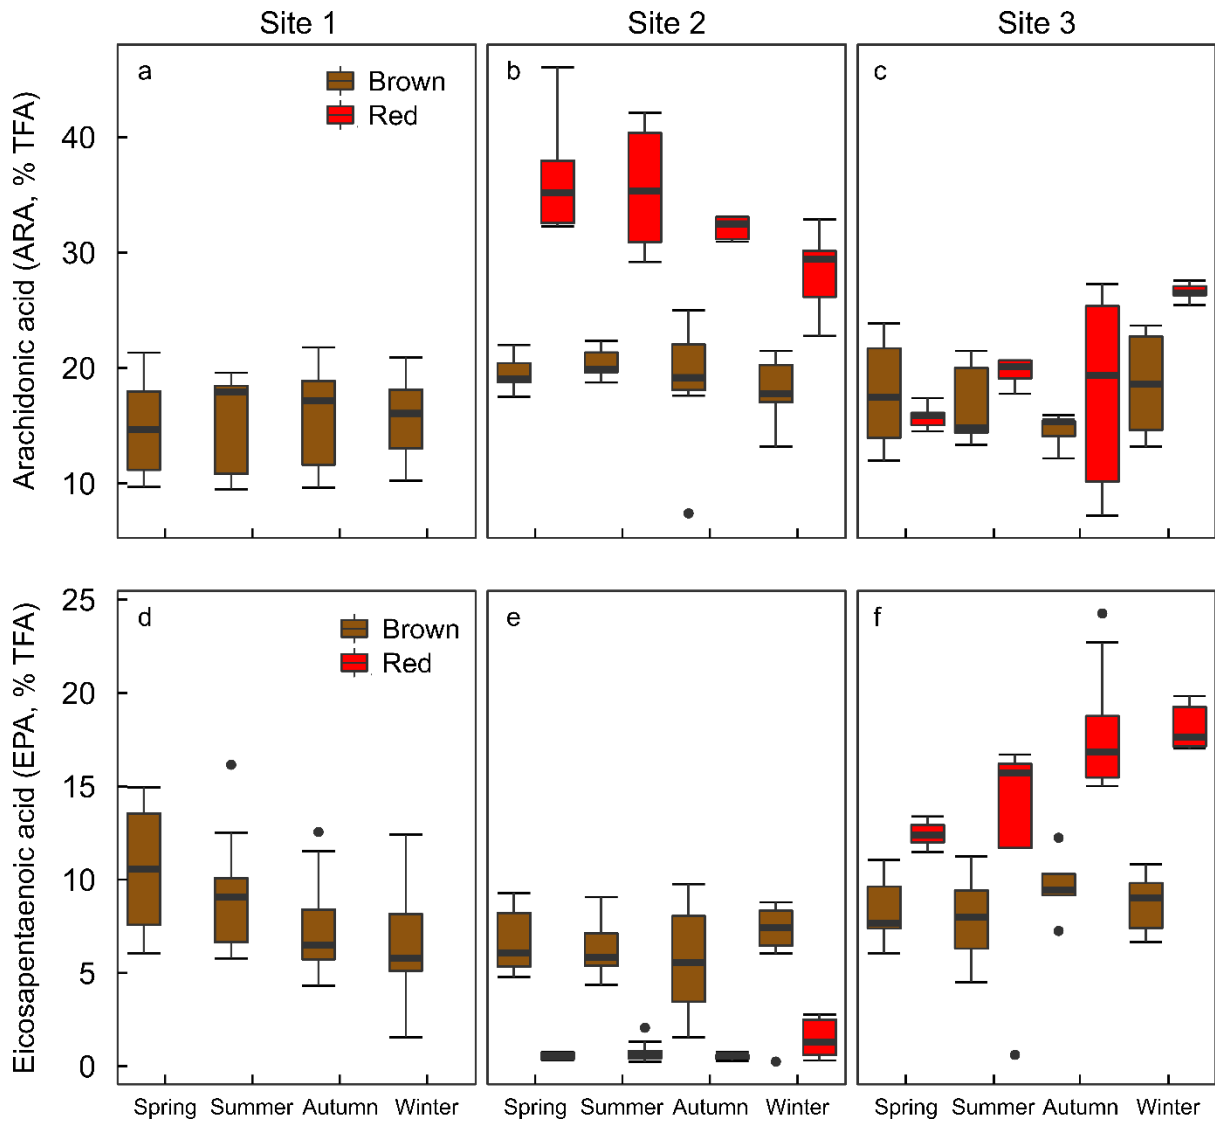 Site 1
Site 2
Site 3
Arachidonic acid (ARA, % TFA)
40
30
20
10
a
Brown
Red
b
c
Eicosapentaenoic acid (EPA, % TFA)
25
20
15
10
5
0
d
Brown
Red
e
f
Spring Summer Autumn Winter
Spring Summer Autumn Winter
Spring Summer Autumn Winter